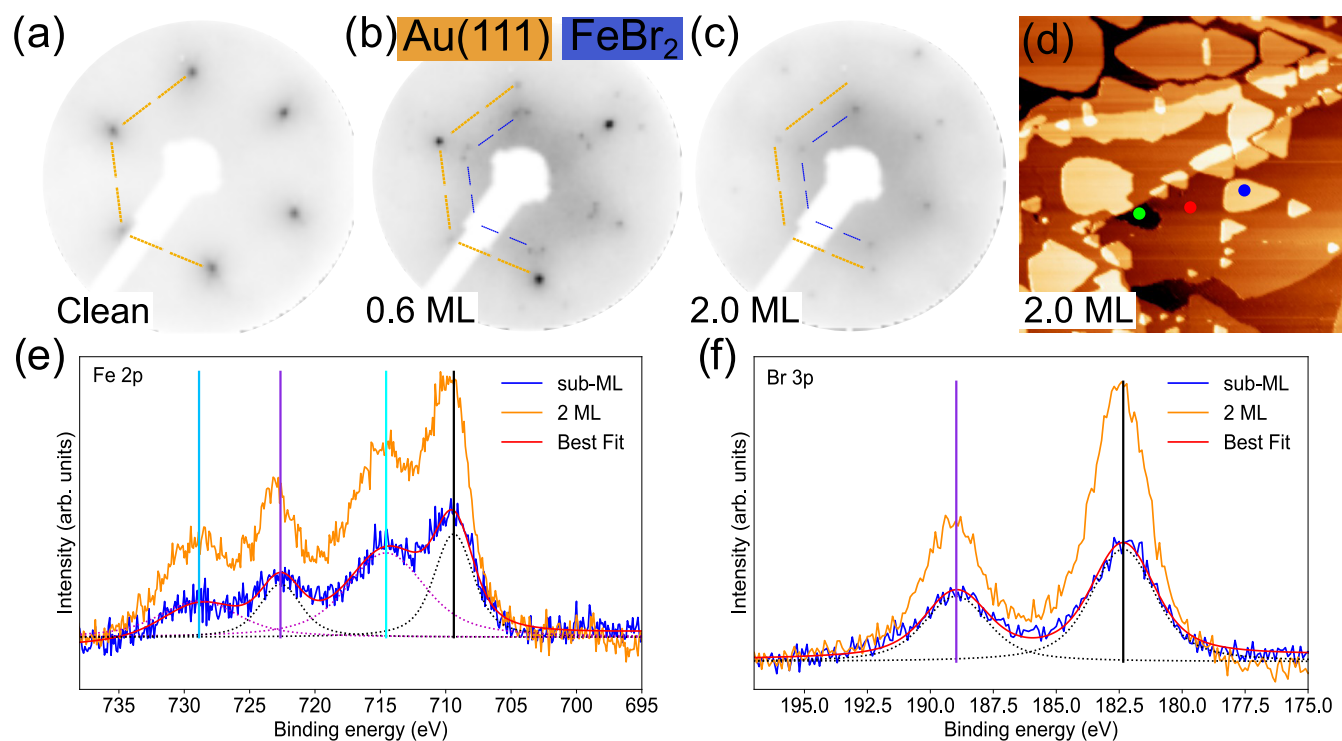 (a)
(b) Au(111) FeBr₂
(c)
(d)
Clean
0.6 ML
2.0 ML
2.0 ML
(e)
Fe 2p
sub-ML
2 ML
Best Fit
Intensity (arb. units)
735 730 725 720 715 710 705 700 695
Binding energy (eV)
(f)
Br 3p
sub-ML
2 ML
Best Fit
Intensity (arb. units)
195.0 192.5 190.0 187.5 185.0 182.5 180.0 177.5 175.0
Binding energy (eV)